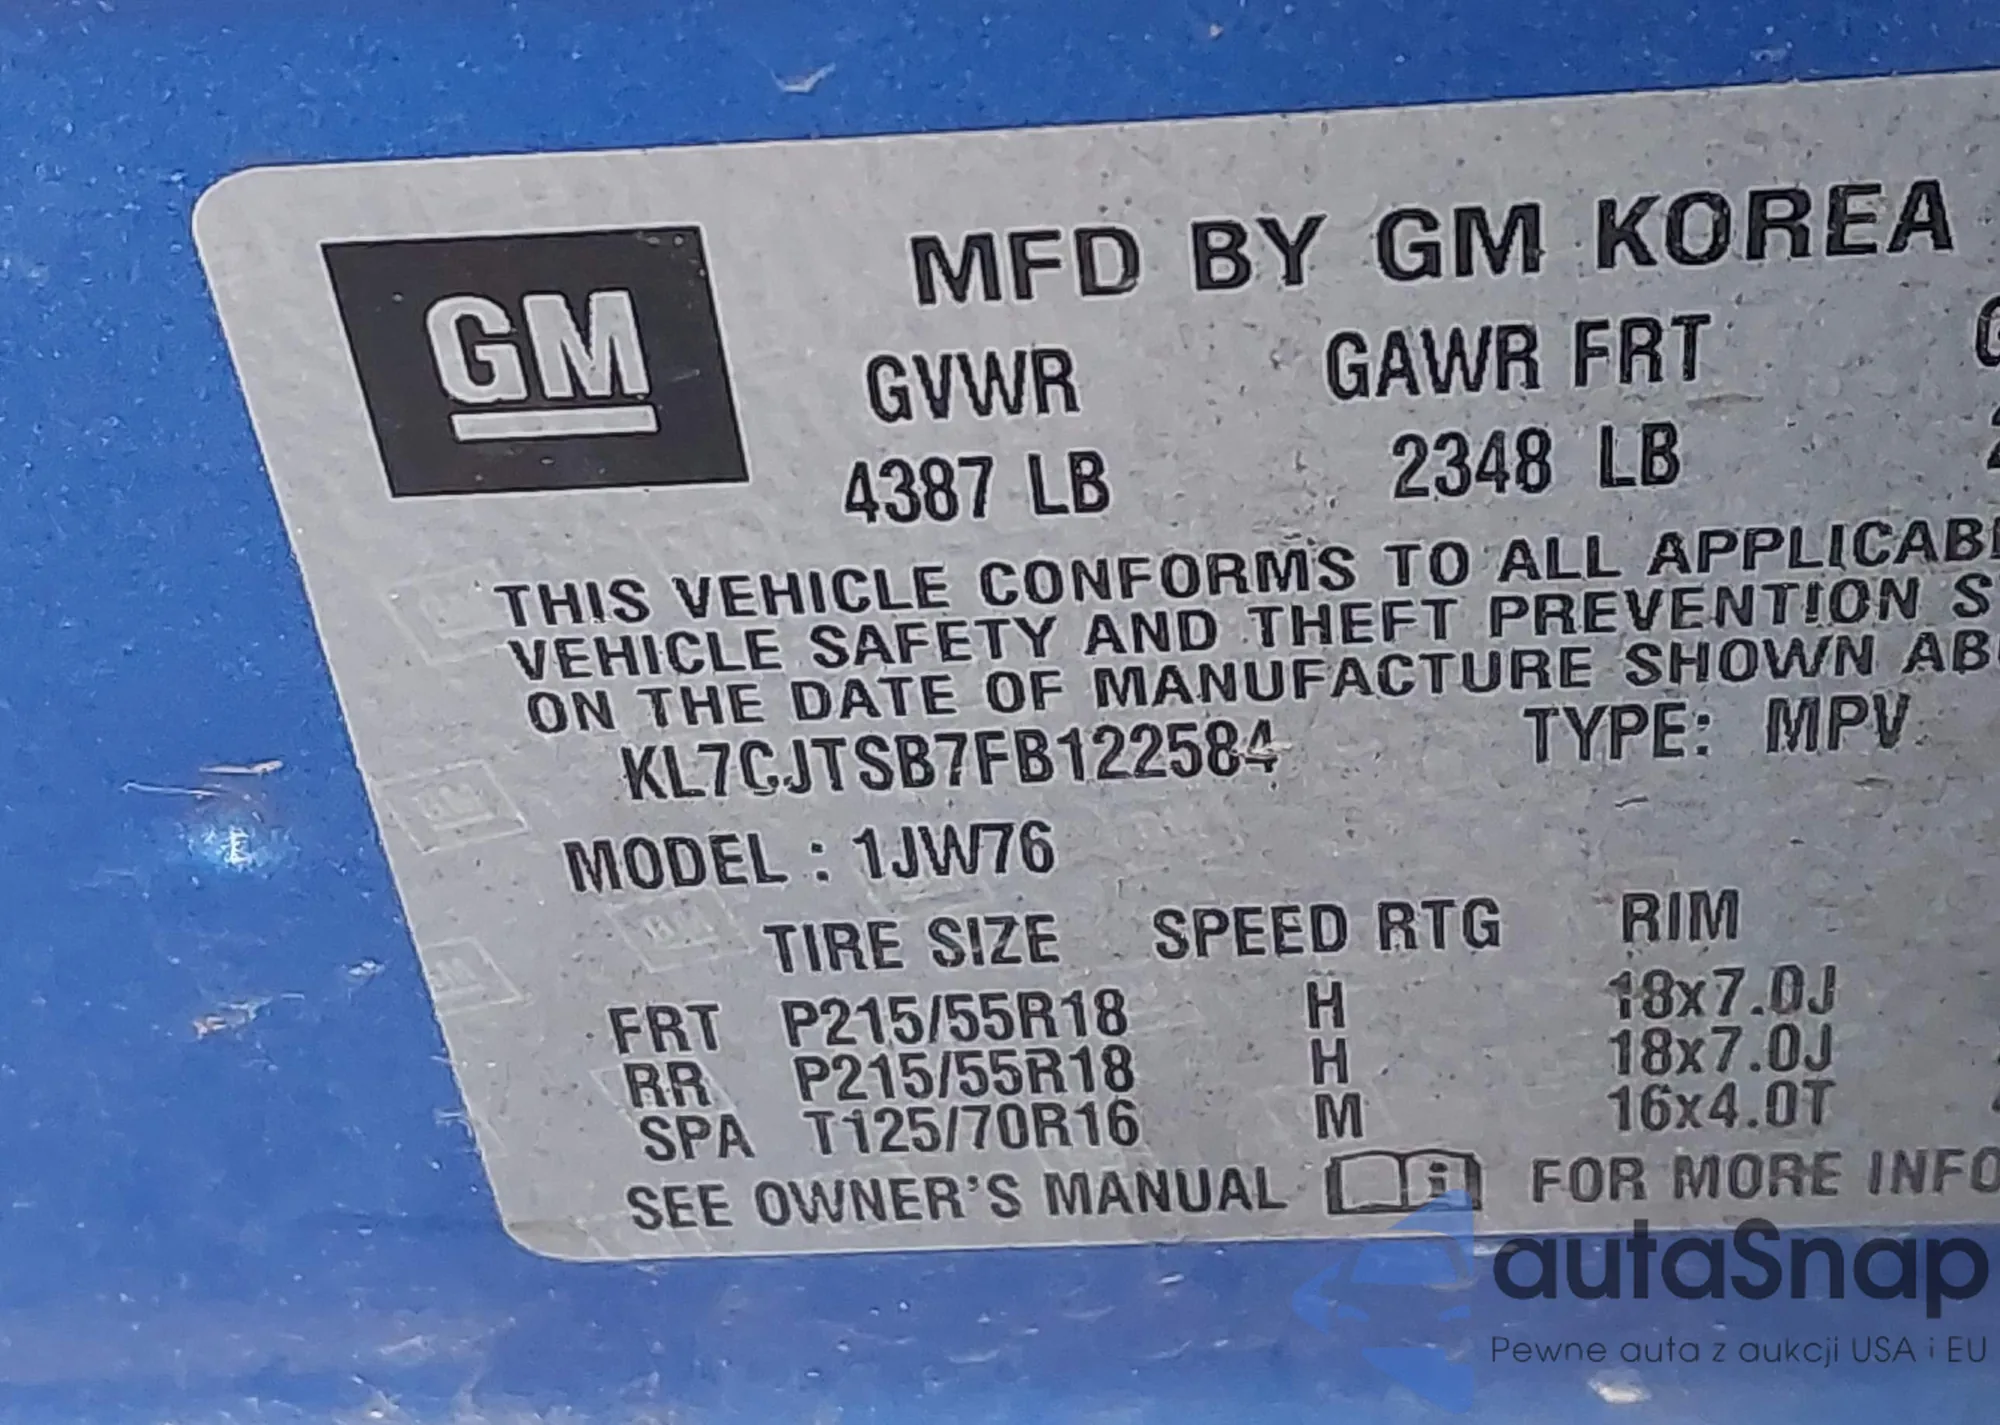 GM
MFD BY GM KOREA
GVWR GAWR FRT
4387 LB 2348 LB
THIS VEHICLE CONFORMS TO ALL
VEHICLE SAFETY AND THEFT PREVENTION
ON THE DATE OF MANUFACTURE SHOWN
KL7CJTSB7FB122584 TYPE: MPV
MODEL : 1JW76
TIRE SIZE SPEED RTG RIM
FRT P215/55R18 H 18x7.0J
RR P215/55R18 H 18x7.0J
SPA T125/70R16 M 16x4.0T
SEE OWNER'S MANUAL FOR MORE INFO
autaSnap
Pewne auta z aukcji USA i EU